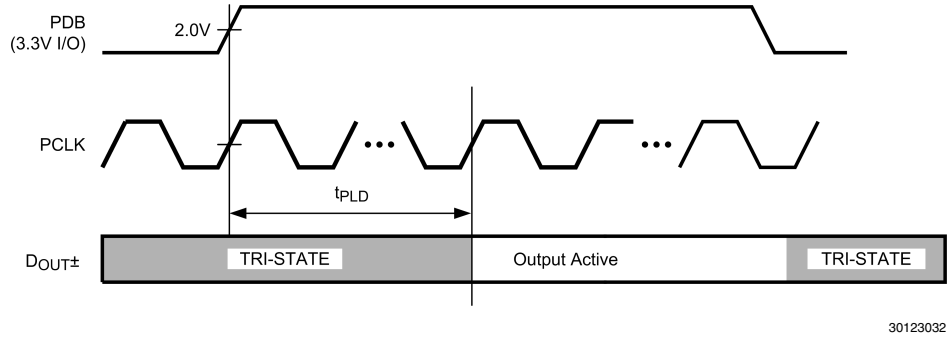 PDB
(3.3V I/O)
2.0V
PCLK
tPLD
DOUT±
TRI-STATE
Output Active
TRI-STATE
30123032